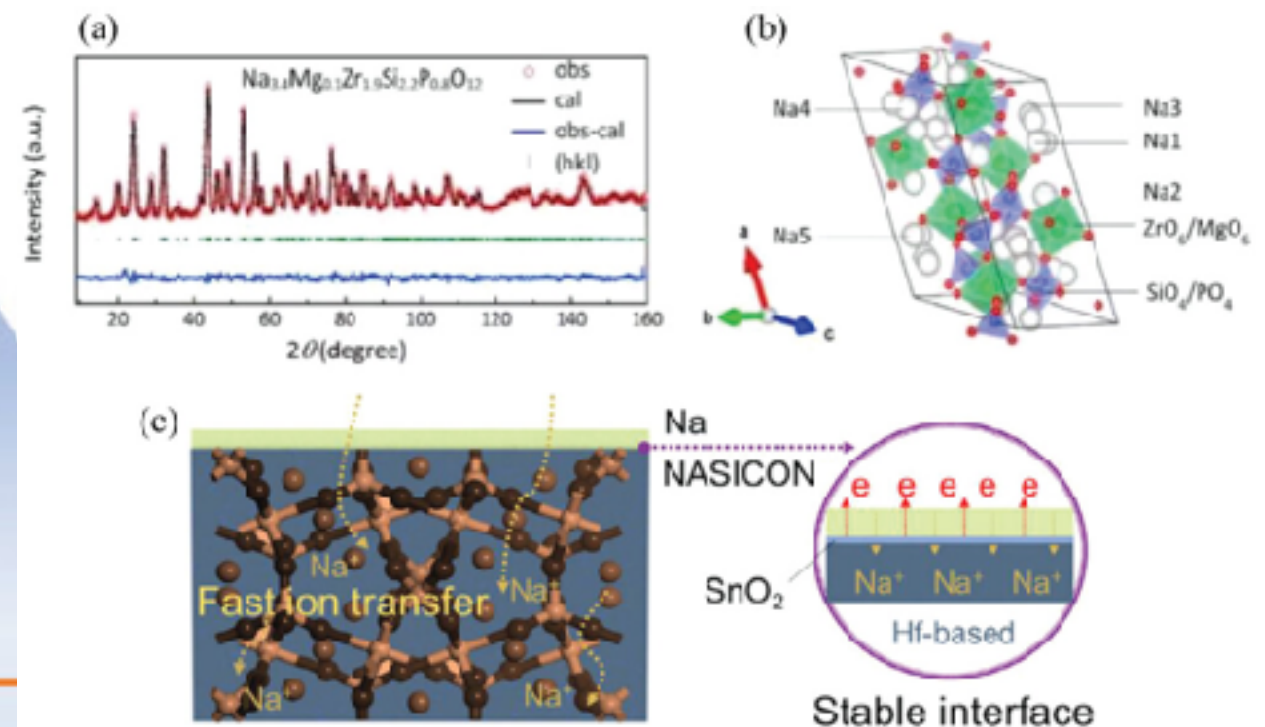 (a)
Na₃.₁Mg₀.₁Zr₁.₉Si₂.₂P₀.₈O₁₂
obs
cal
obs-cal
(hkl)
Intensity (a.u.)
20 40 60 80 100 120 140 160
2θ(degree)
(b)
Na4
Na5
Na3
Na1
Na2
ZrO₆/MgO₆
SiO₄/PO₄
a
b
c
(c)
Na
NASICON
Na⁺
Fast ion transfer
Na⁺
Na⁺
Na⁺
e e e e e
SnO₂
Na⁺ Na⁺ Na⁺
Hf-based
Stable interface